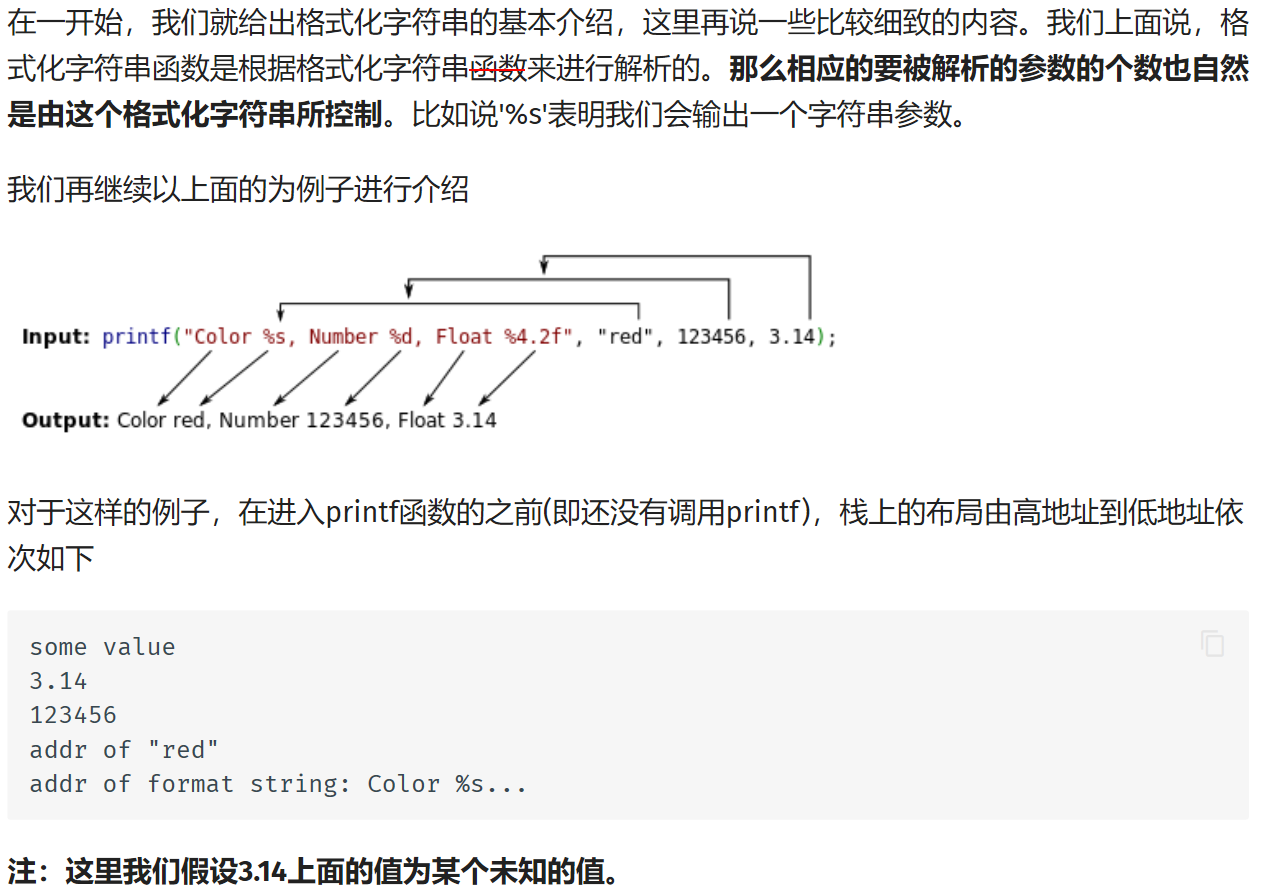 在一开始，我们就给出格式化字符串的基本介绍，这里再说一些比较细致的内容。我们上面说，格
式化字符串函数是根据格式化字符串函数来进行解析的。那么相应的要被解析的参数的个数也自然
是由这个格式化字符串所控制。比如说'%s'表明我们会输出一个字符串参数。
我们再继续以上面的为例子进行介绍
Input: printf("Color %s, Number %d, Float %4.2f", "red", 123456, 3.14);
Output: Color red, Number 123456, Float 3.14
对于这样的例子，在进入printf函数的之前(即还没有调用printf)，栈上的布局由高地址到低地址依
次如下
some value
3.14
123456
addr of "red"
addr of format string: Color %s...
注：这里我们假设3.14上面的值为某个未知的值。